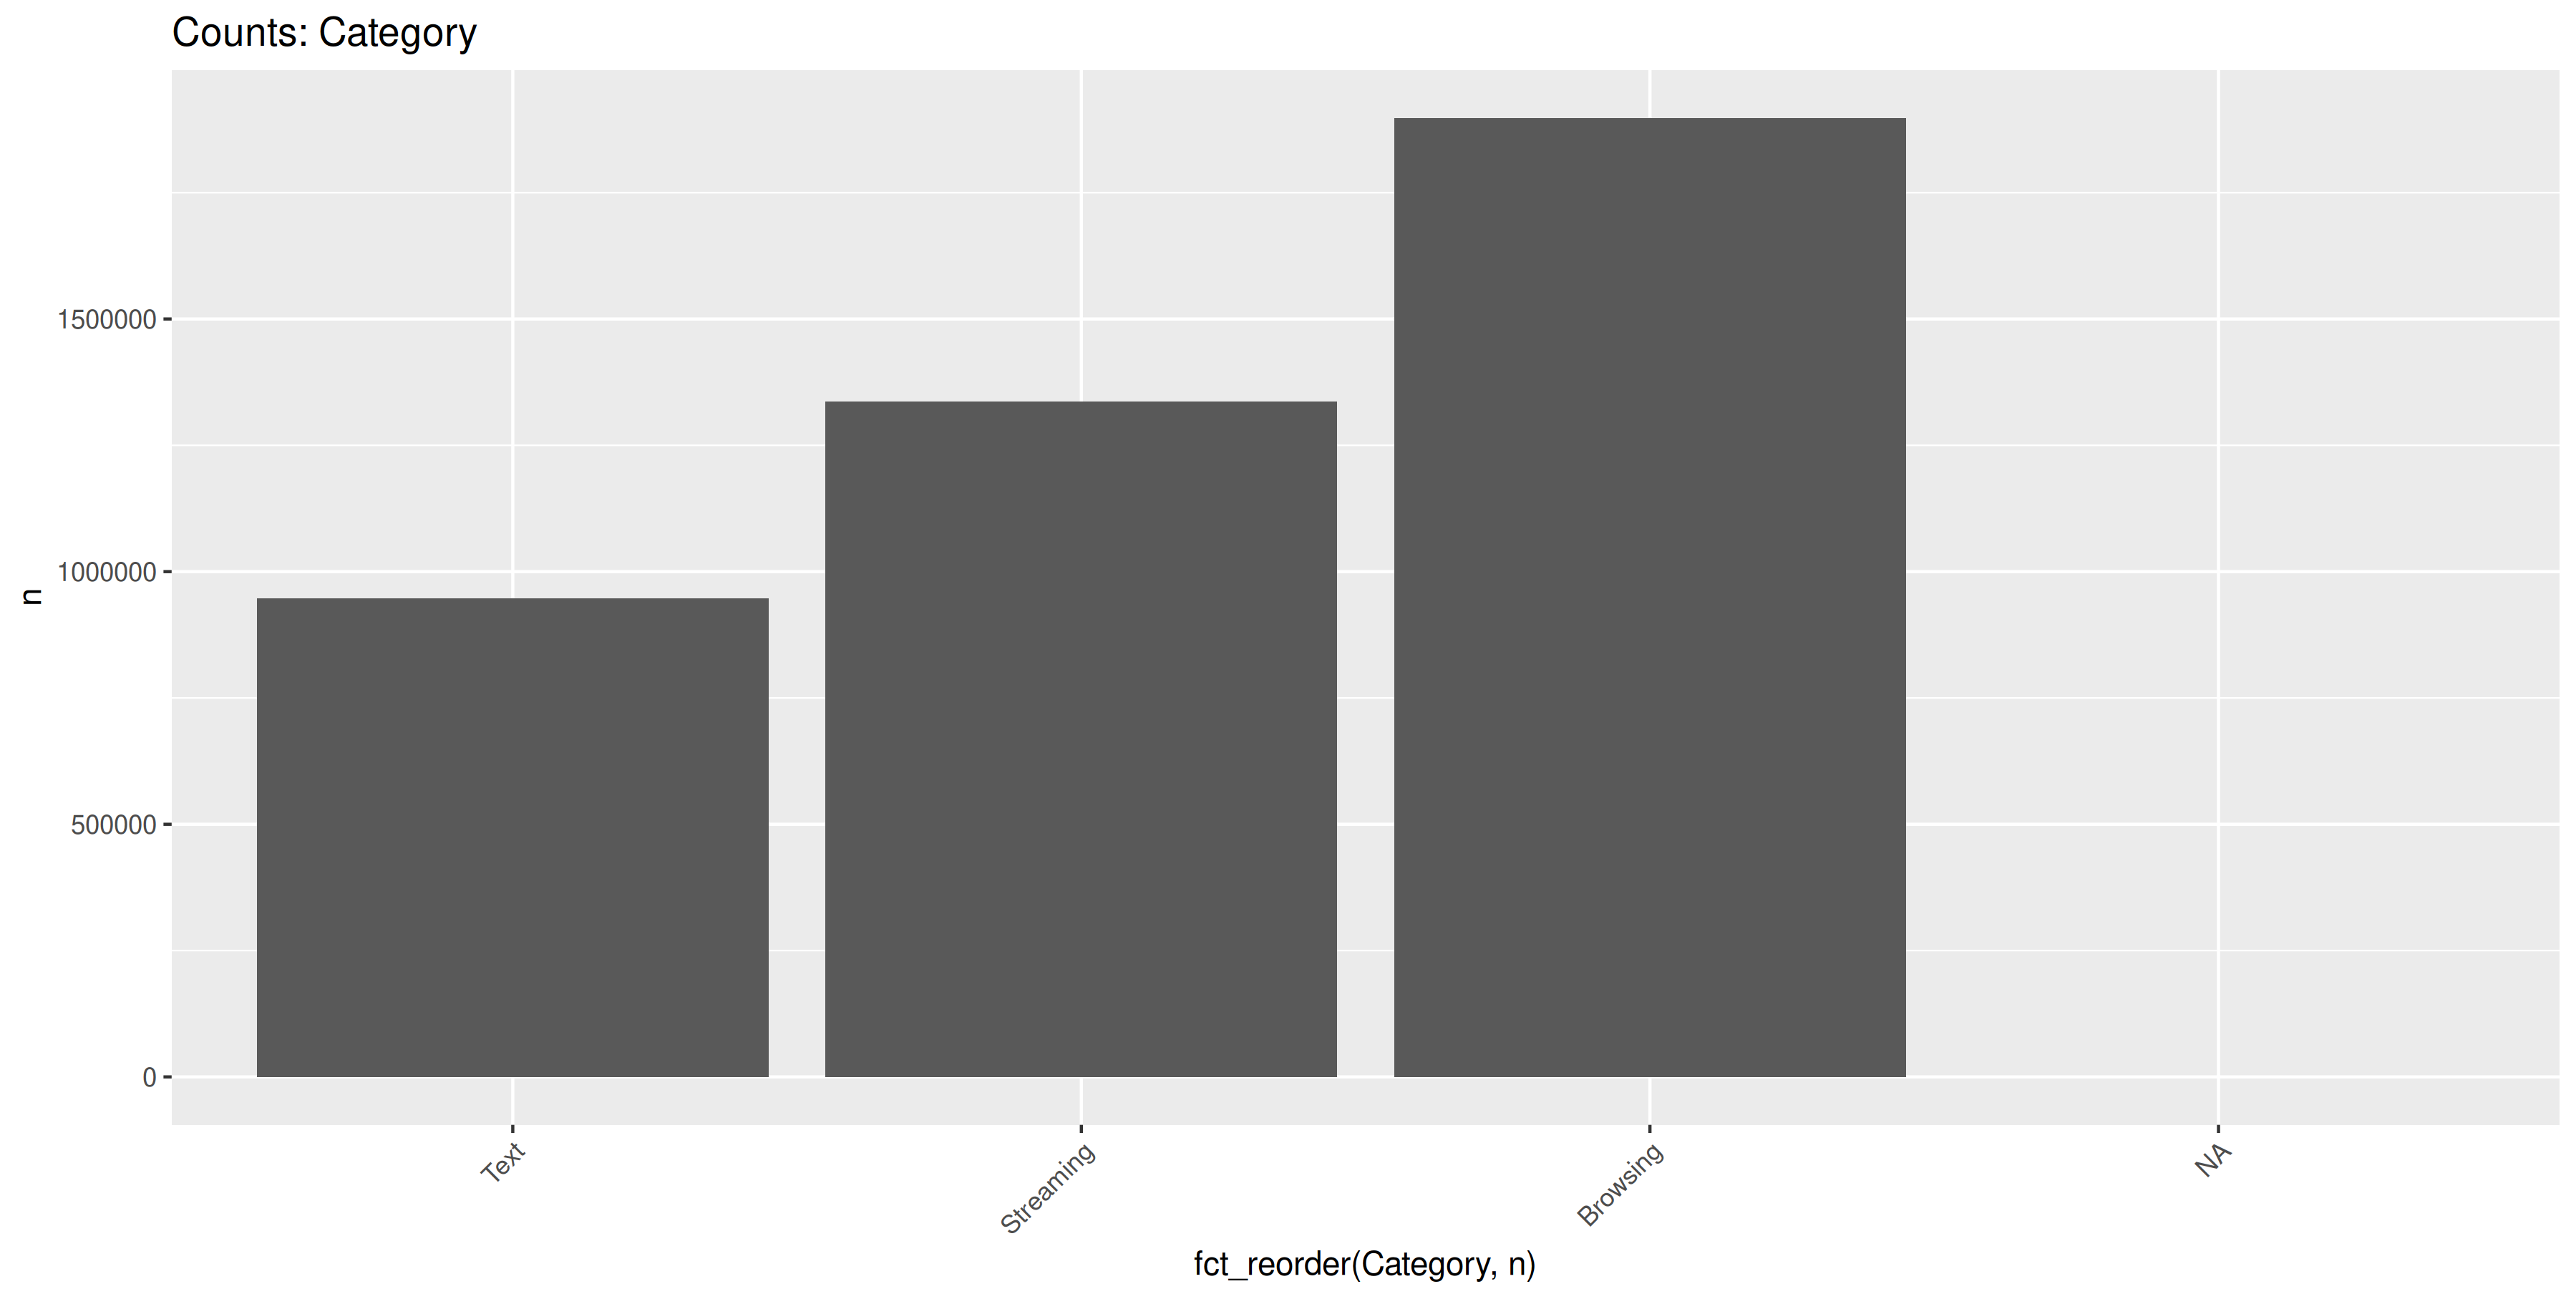 Counts: Category
n
1500000
1000000
500000
0
Text
Streaming
Browsing
NA
fct_reorder(Category, n)